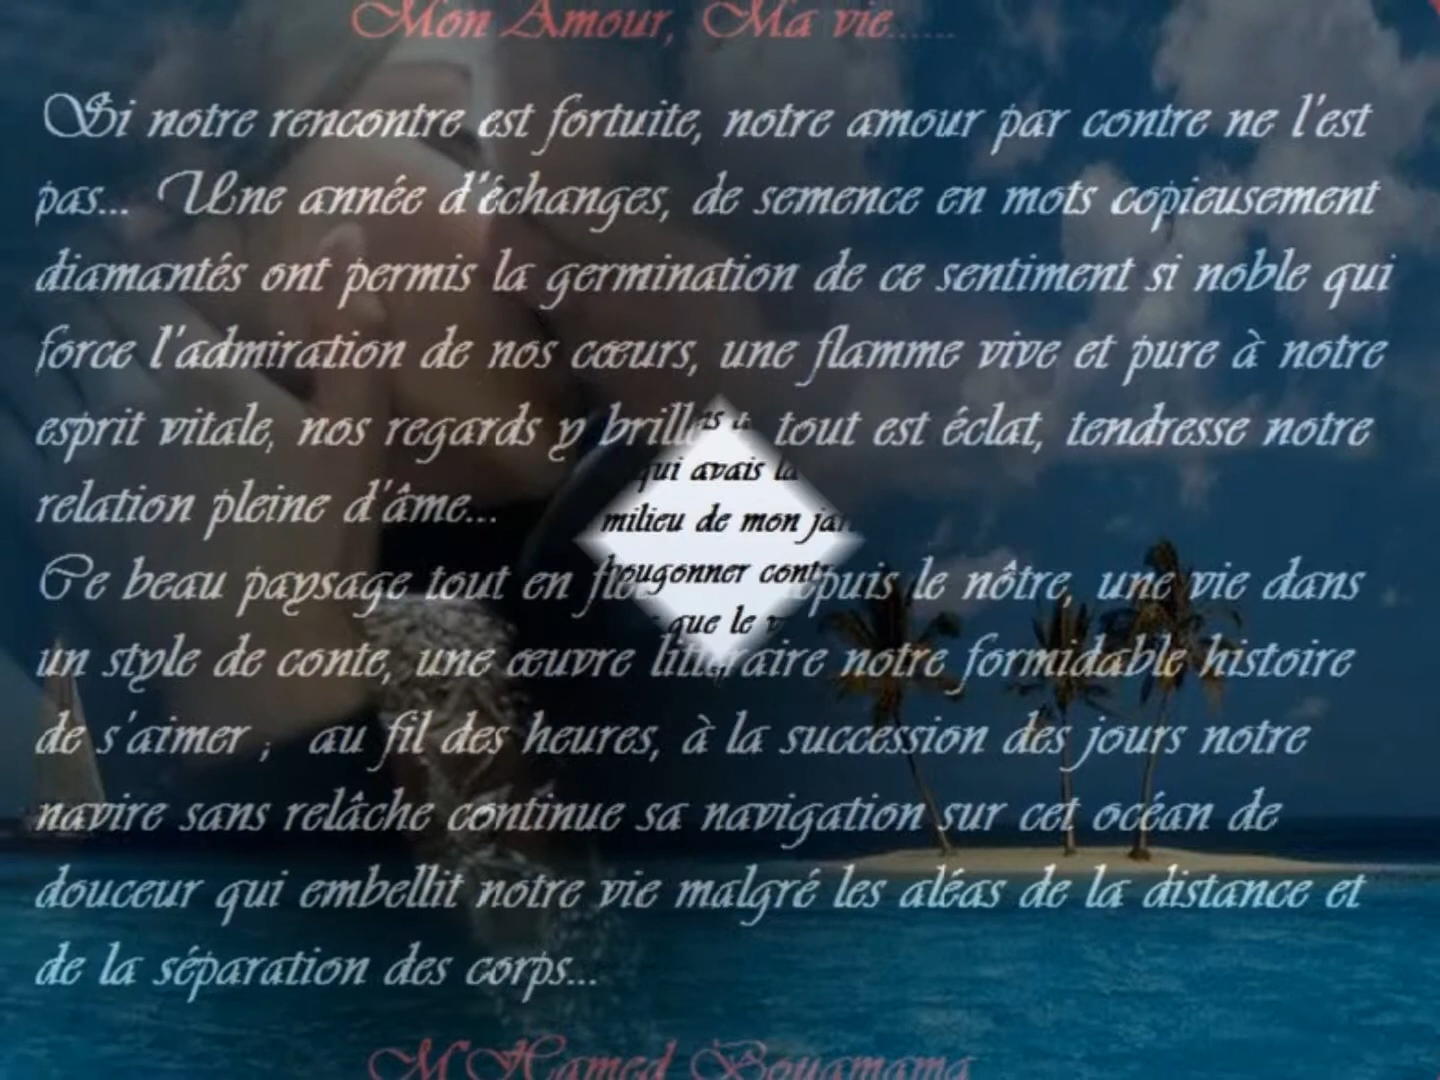 Mon Amour, Ma vie......
Si notre rencontre est fortuite, notre amour par contre ne l'est
pas... Une année d'échanges, de semence en mots copieusement
diamantés ont permis la germination de ce sentiment si noble qui
force l'admiration de nos cœurs, une flamme vive et pure à notre
esprit vitale, nos regards y tout est éclat, tendresse notre
relation pleine d'âme...
qui avais la
milieu de mon
bougonner
que le
Ce beau paysage tout en le nôtre, une vie dans
un style de conte, une œuvre littéraire notre formidable histoire
de s'aimer ; au fil des heures, à la succession des jours notre
navire sans relâche continue sa navigation sur cet océan de
douceur qui embellit notre vie malgré les aléas de la distance et
de la séparation des corps...
M'Hamed Bouamama